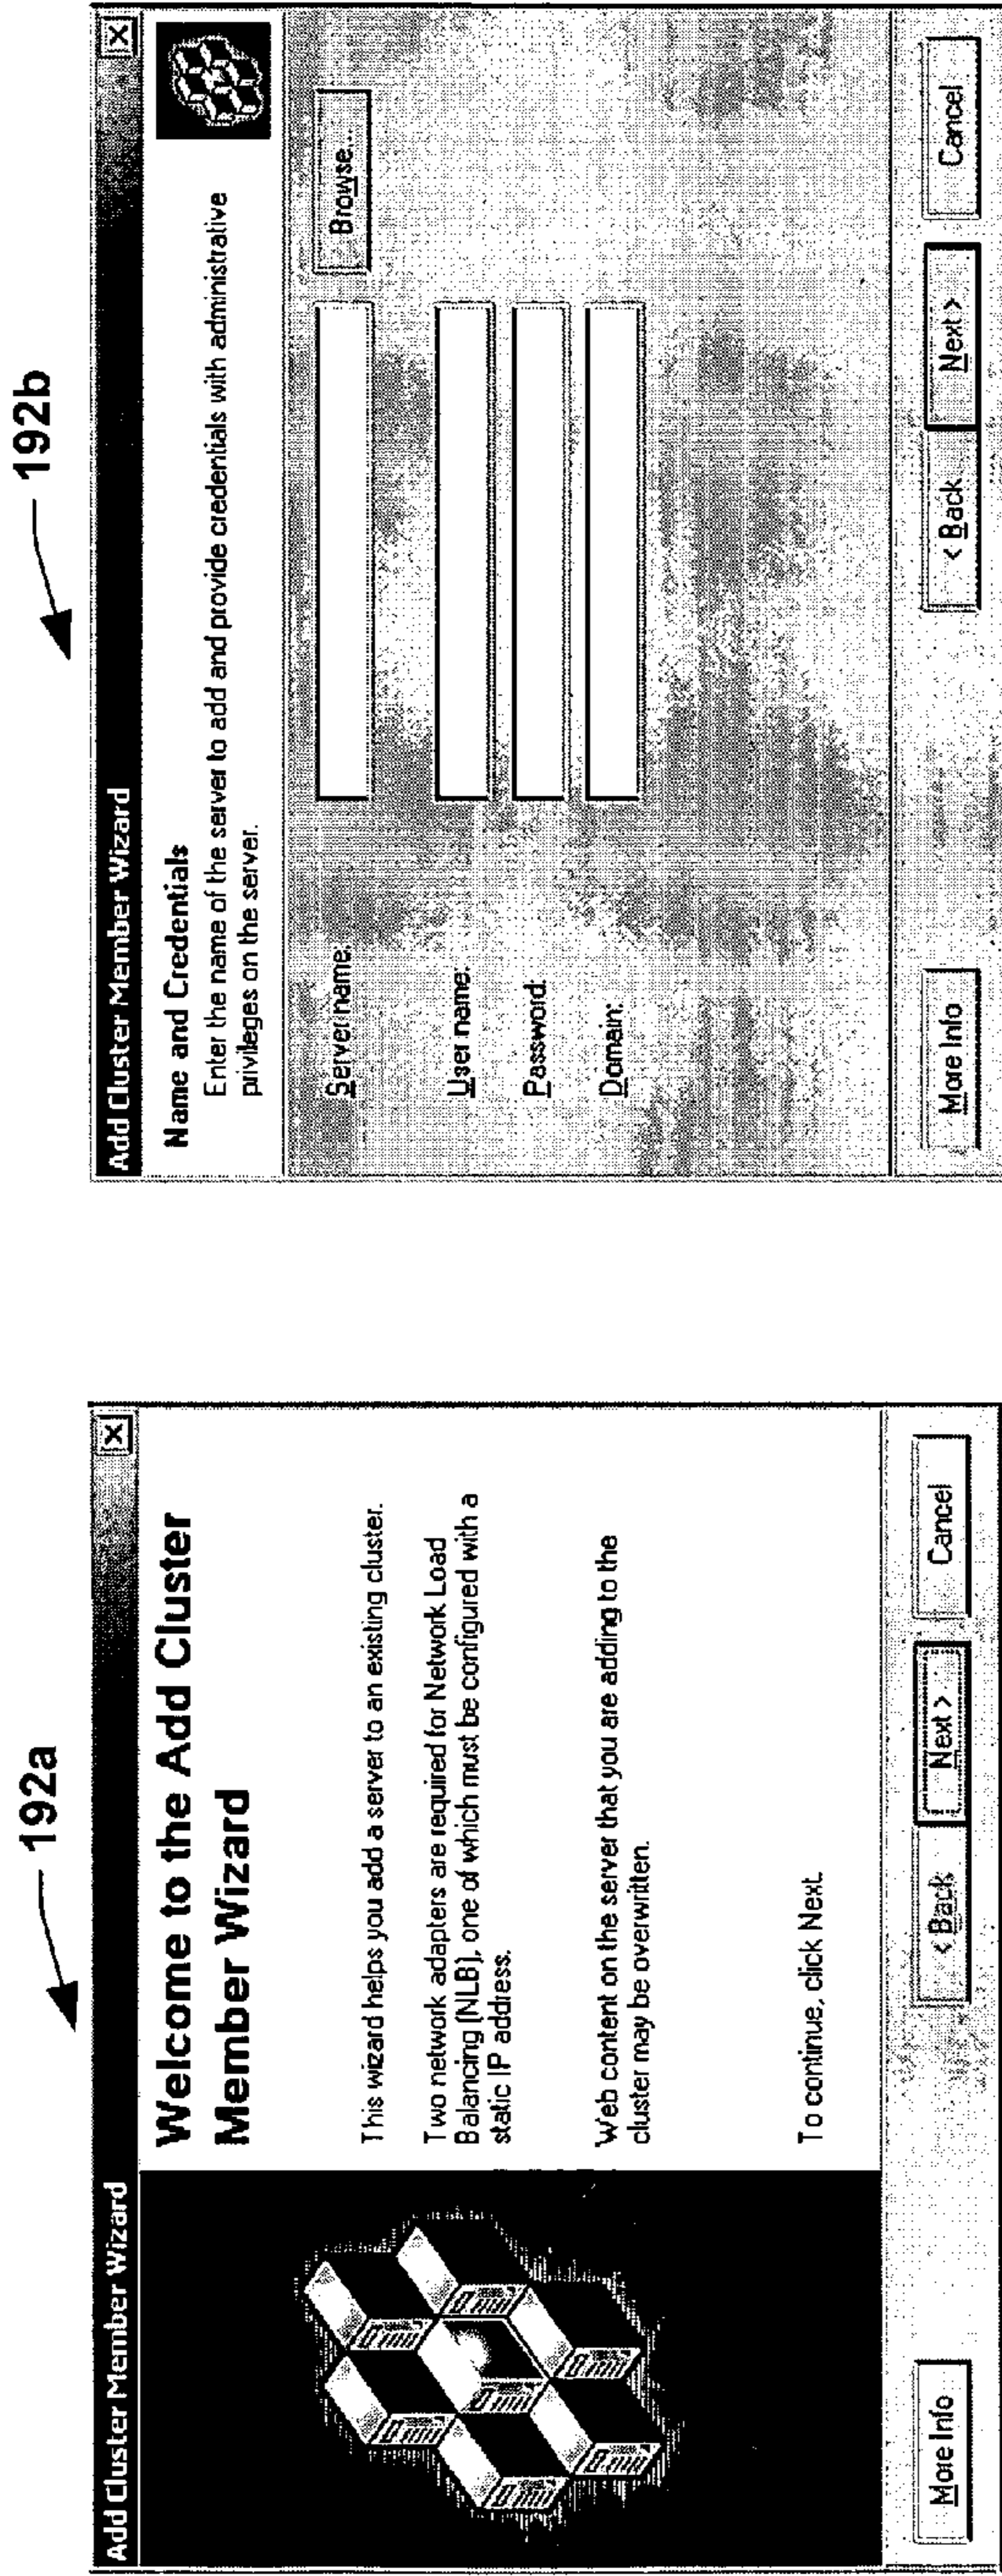 192a
Add Cluster Member Wizard
Welcome to the Add Cluster
Member Wizard
This wizard helps you add a server to an existing cluster.
Two network adapters are required for Network Load
Balancing (NLB), one of which must be configured with a
static IP address.
Web content on the server that you are adding to the
cluster may be overwritten.
To continue, click Next.
More Info
< Back
Next >
Cancel
192b
Add Cluster Member Wizard
Name and Credentials
Enter the name of the server to add and provide credentials with administrative
privileges on the server.
Server name:
Browse...
User name:
Password:
Domain:
More Info
< Back
Next >
Cancel